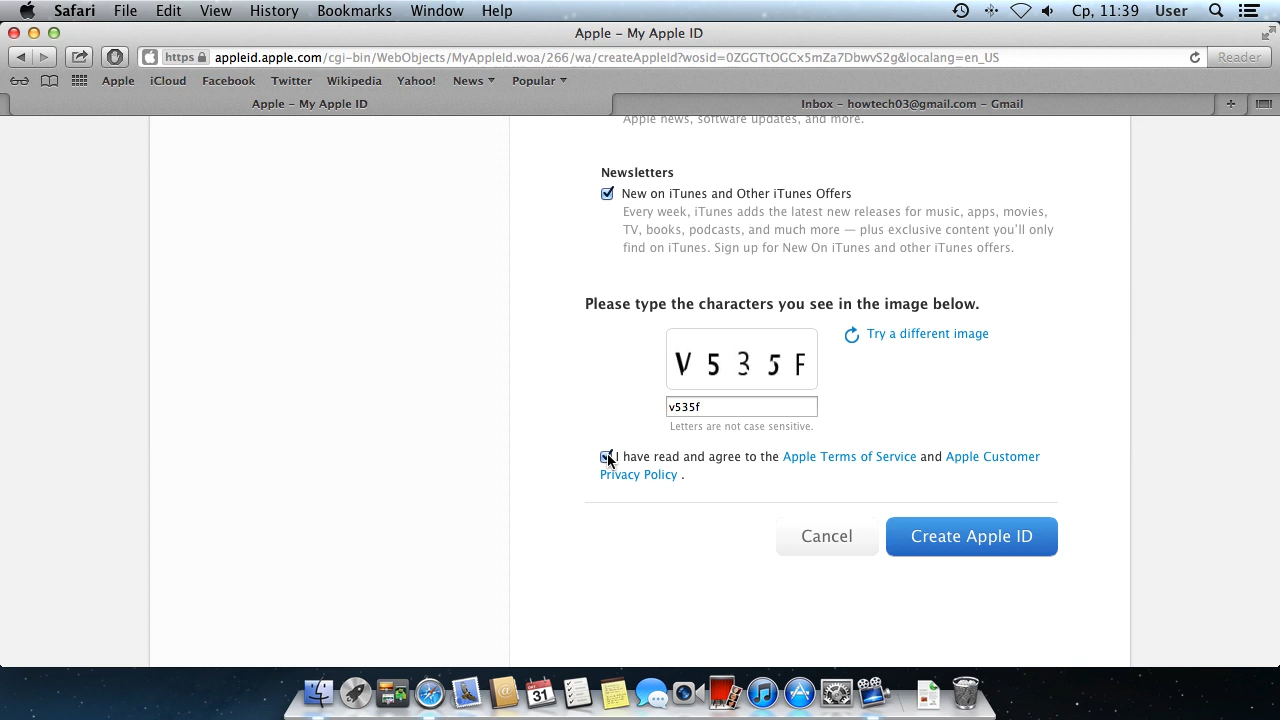 Safari File Edit View History Bookmarks Window Help Ср, 11:39 User
Apple – My Apple ID
https appleid.apple.com/cgi-bin/WebObjects/MyAppleId.woa/266/wa/createAppleId?wosid=0ZGGTtOGCx5mZa7DbwvS2g&localang=en_US Reader
Apple iCloud Facebook Twitter Wikipedia Yahoo! News Popular
Apple – My Apple ID Inbox – howtech03@gmail.com – Gmail
Apple news, software updates, and more.
Newsletters
New on iTunes and Other iTunes Offers
Every week, iTunes adds the latest new releases for music, apps, movies,
TV, books, podcasts, and much more — plus exclusive content you'll only
find on iTunes. Sign up for New On iTunes and other iTunes offers.
Please type the characters you see in the image below.
V 5 3 5 F
Try a different image
v535f
Letters are not case sensitive.
I have read and agree to the Apple Terms of Service and Apple Customer
Privacy Policy .
Cancel Create Apple ID
31